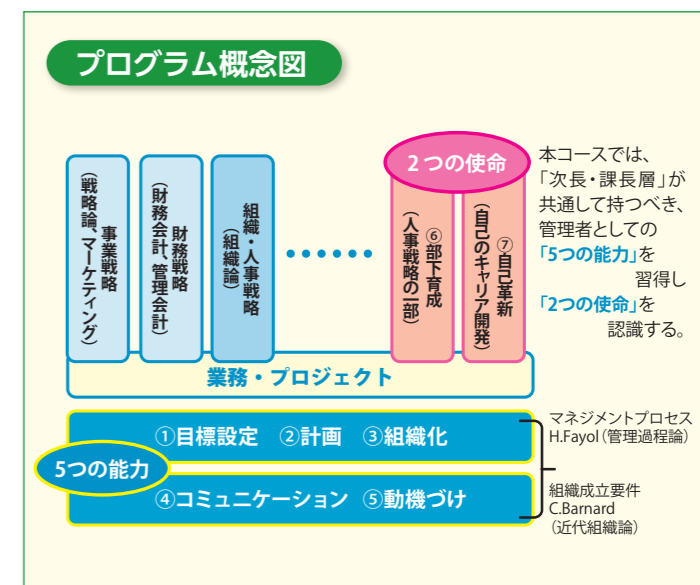 プログラム概念図
事業戦略
（戦略論、マーケティング）
財務戦略
（財務会計、管理会計）
組織・人事戦略
（組織論）
2つの使命
⑥部下育成
（人事戦略の一部）
⑦自己革新
（自己のキャリア開発）
本コースでは、
「次長・課長層」が
共通して持つべき、
管理者としての
「5つの能力」を
習得し
「2つの使命」を
認識する。
業務・プロジェクト
①目標設定 ②計画 ③組織化
5つの能力
④コミュニケーション ⑤動機づけ
マネジメントプロセス
H.Fayol（管理過程論）
組織成立要件
C.Barnard
（近代組織論）